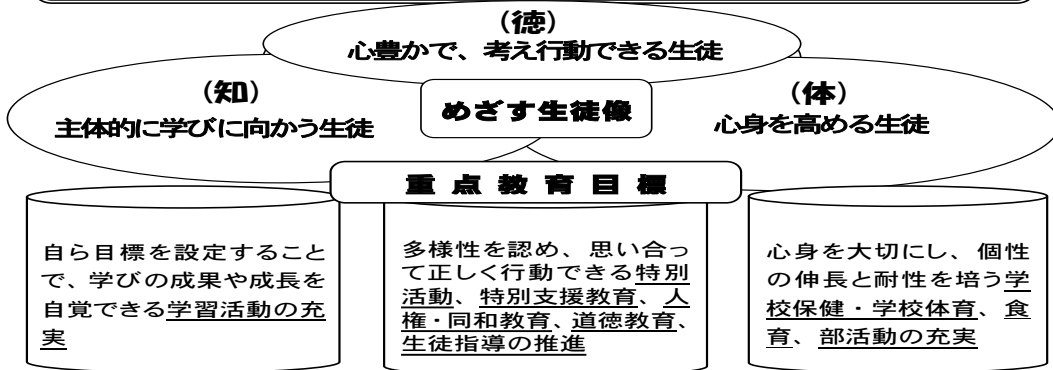 (徳)
心豊かで、考え行動できる生徒
(知)
主体的に学びに向かう生徒
めざす生徒像
(体)
心身を高める生徒
重点教育目標
自ら目標を設定すること
で、学びの成果や成長を
自覚できる学習活動の充
実
多様性を認め、思い合っ
て正しく行動できる特別
活動、特別支援教育、人
権・同和教育、道徳教育、
生徒指導の推進
心身を大切にし、個性
の伸長と耐性を培う学
校保健・学校体育、食
育、部活動の充実